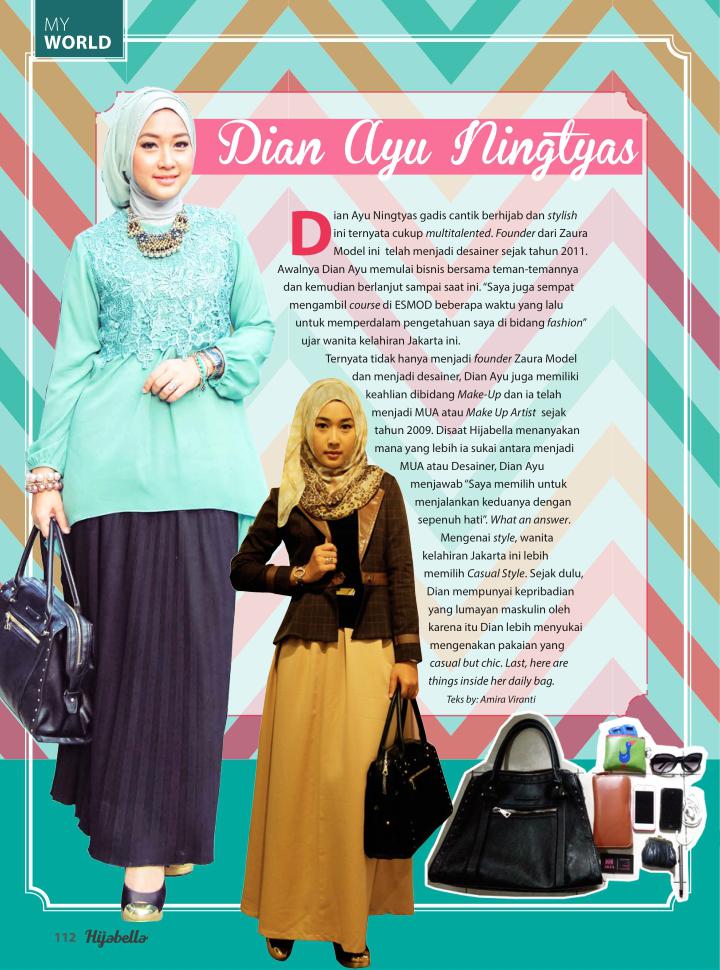 MY
WORLD
Dian Ayu Ningtyas
Dian Ayu Ningtyas gadis cantik berhijab dan stylish
ini ternyata cukup multitalented. Founder dari Zaura
Model ini telah menjadi desainer sejak tahun 2011.
Awalnya Dian Ayu memulai bisnis bersama teman-temannya
dan kemudian berlanjut sampai saat ini. “Saya juga sempat
mengambil course di ESMOD beberapa waktu yang lalu
untuk memperdalam pengetahuan saya di bidang fashion”
ujar wanita kelahiran Jakarta ini.
Ternyata tidak hanya menjadi founder Zaura Model
dan menjadi desainer, Dian Ayu juga memiliki
keahlian dibidang Make-Up dan ia telah
menjadi MUA atau Make Up Artist sejak
tahun 2009. Disaat Hijabella menanyakan
mana yang lebih ia sukai antara menjadi
MUA atau Desainer, Dian Ayu
menjawab “Saya memilih untuk
menjalankan keduanya dengan
sepenuh hati”. What an answer.
Mengenai style, wanita
kelahiran Jakarta ini lebih
memilih Casual Style. Sejak dulu,
Dian mempunyai kepribadian
yang lumayan maskulin oleh
karena itu Dian lebih menyukai
mengenakan pakaian yang
casual but chic. Last, here are
things inside her daily bag.
Teks by: Amira Viranti
112 Hijabella